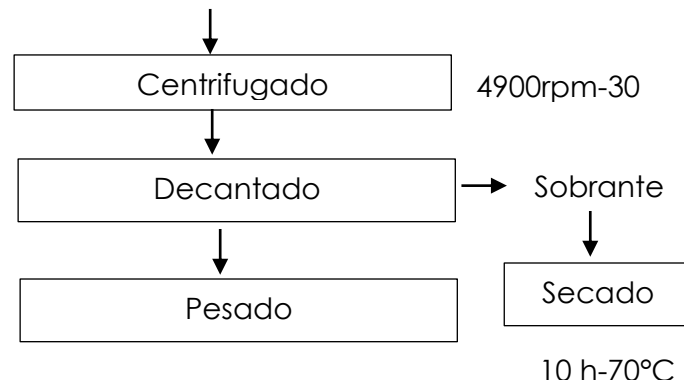 Centrifugado
4900rpm-30
Decantado
Sobrante
Pesado
Secado
10 h-70°C